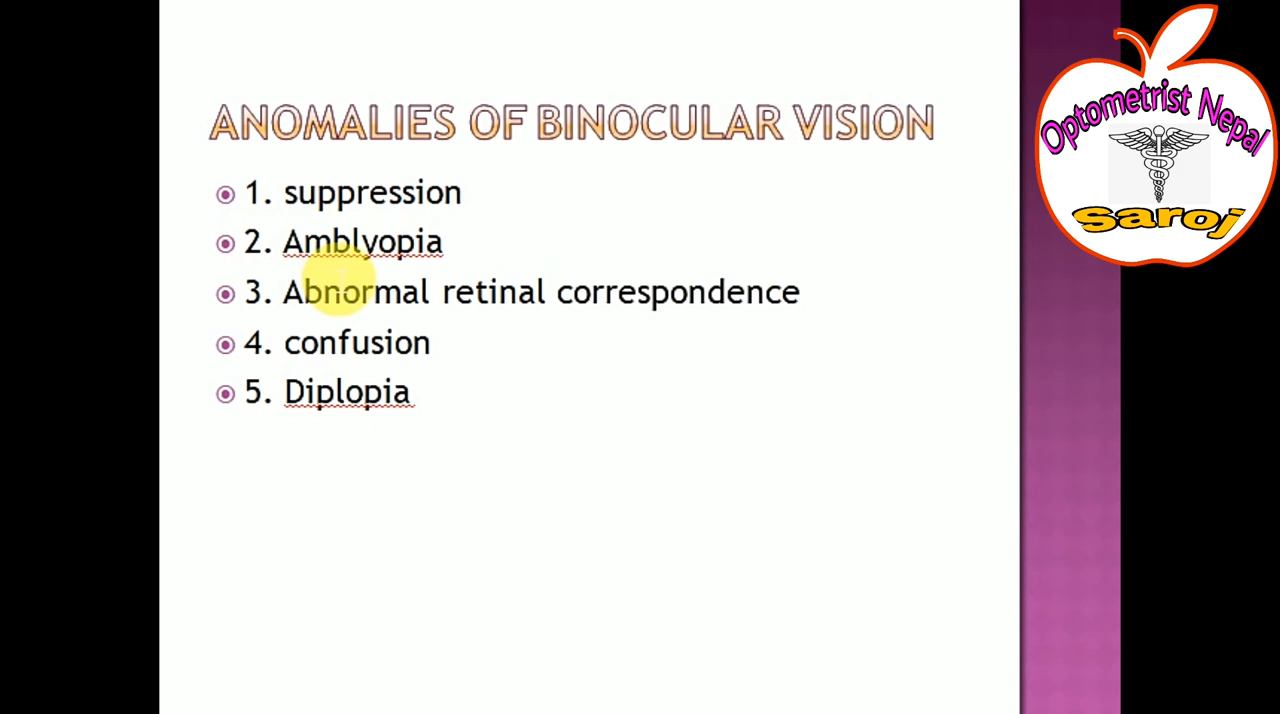 ANOMALIES OF BINOCULAR VISION
1. suppression
2. Amblyopia
3. Abnormal retinal correspondence
4. confusion
5. Diplopia
Optometrist Nepal
Saroj